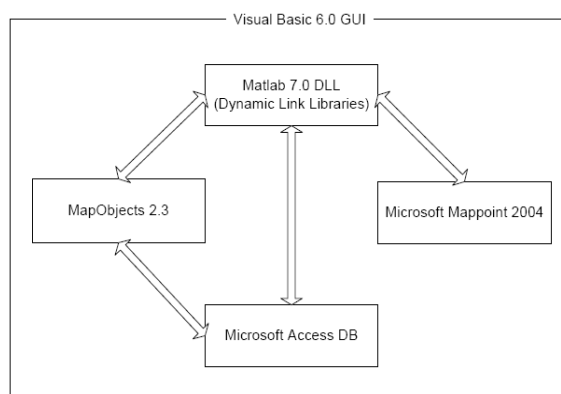 Visual Basic 6.0 GUI
Matlab 7.0 DLL
(Dynamic Link Libraries)
MapObjects 2.3
Microsoft Mappoint 2004
Microsoft Access DB